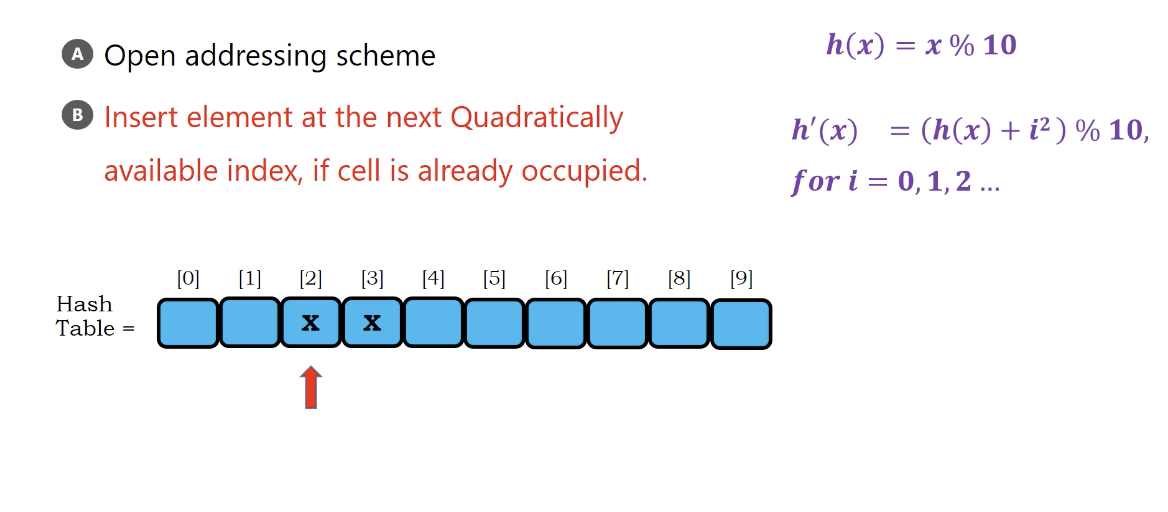 A Open addressing scheme
B Insert element at the next Quadratically
available index, if cell is already occupied.
h(x) = x % 10
h′(x) = (h(x) + i²) % 10,
for i = 0, 1, 2 ...
[0] [1] [2] [3] [4] [5] [6] [7] [8] [9]
Hash
Table =
x x